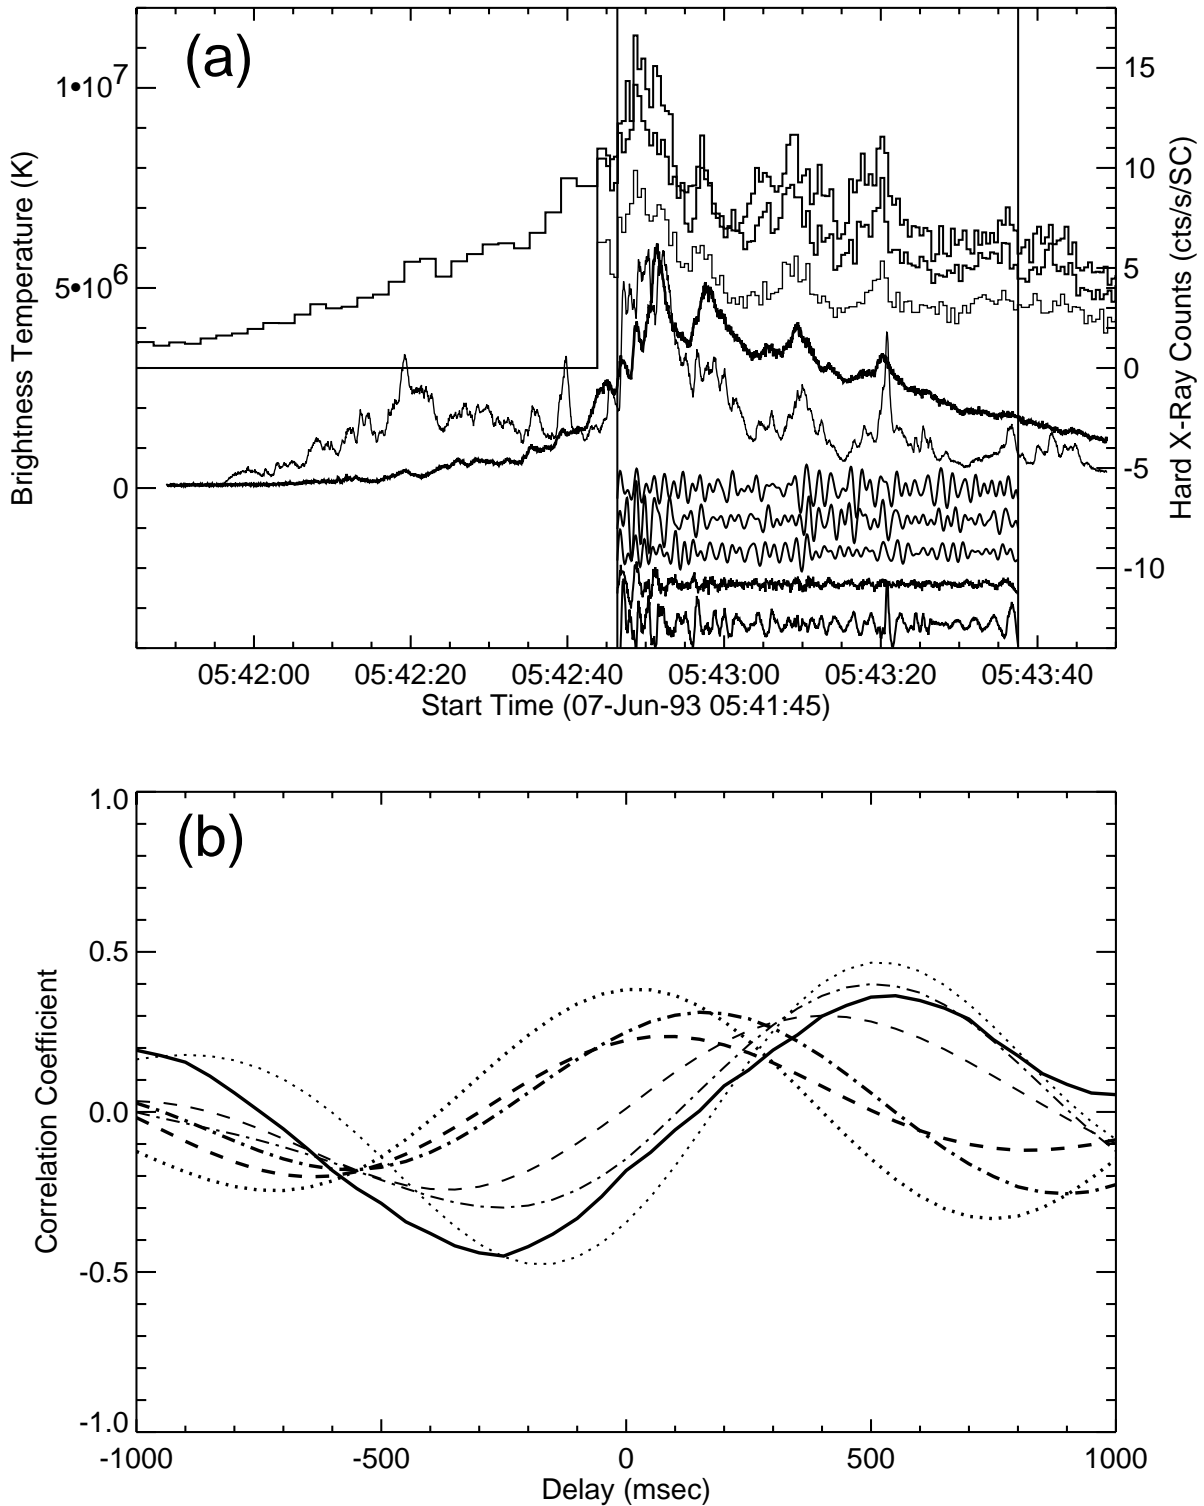 (a)
Brightness Temperature (K)
1•10^7
5•10^6
0
15
10
5
0
-5
-10
Hard X-Ray Counts (cts/s/SC)
05:42:00 05:42:20 05:42:40 05:43:00 05:43:20 05:43:40
Start Time (07-Jun-93 05:41:45)
(b)
Correlation Coefficient
1.0
0.5
0.0
-0.5
-1.0
-1000 -500 0 500 1000
Delay (msec)